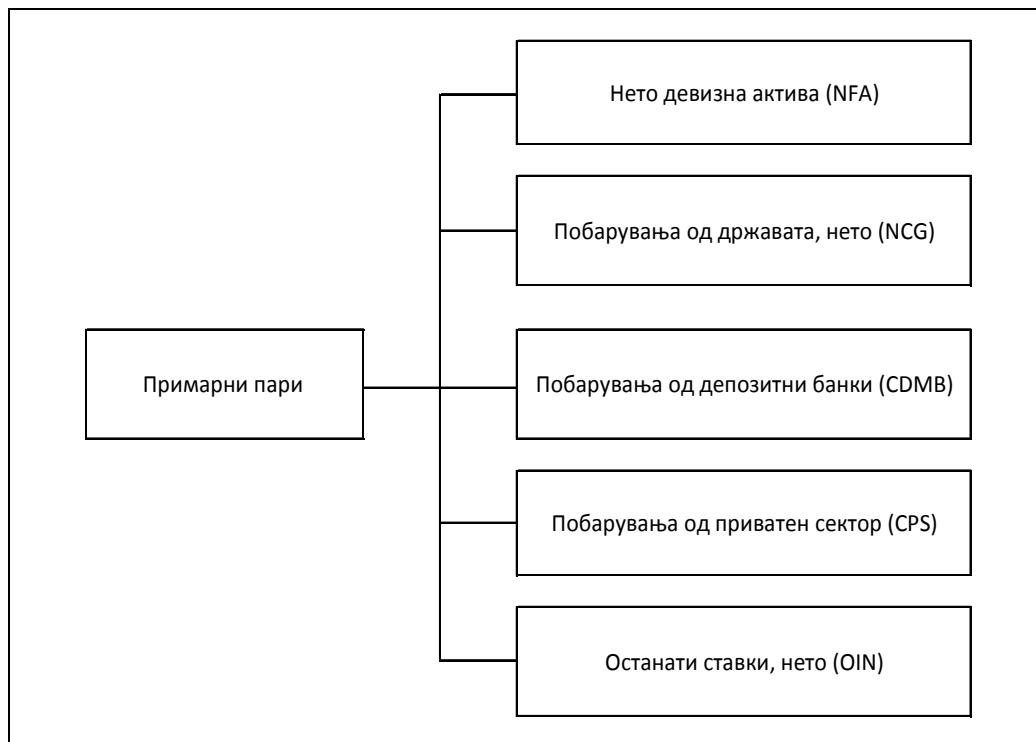 Нето девизна актива (NFA)
Побарувања од државата, нето (NCG)
Примарни пари
Побарувања од депозитни банки (CDMB)
Побарувања од приватен сектор (CPS)
Останати ставки, нето (OIN)